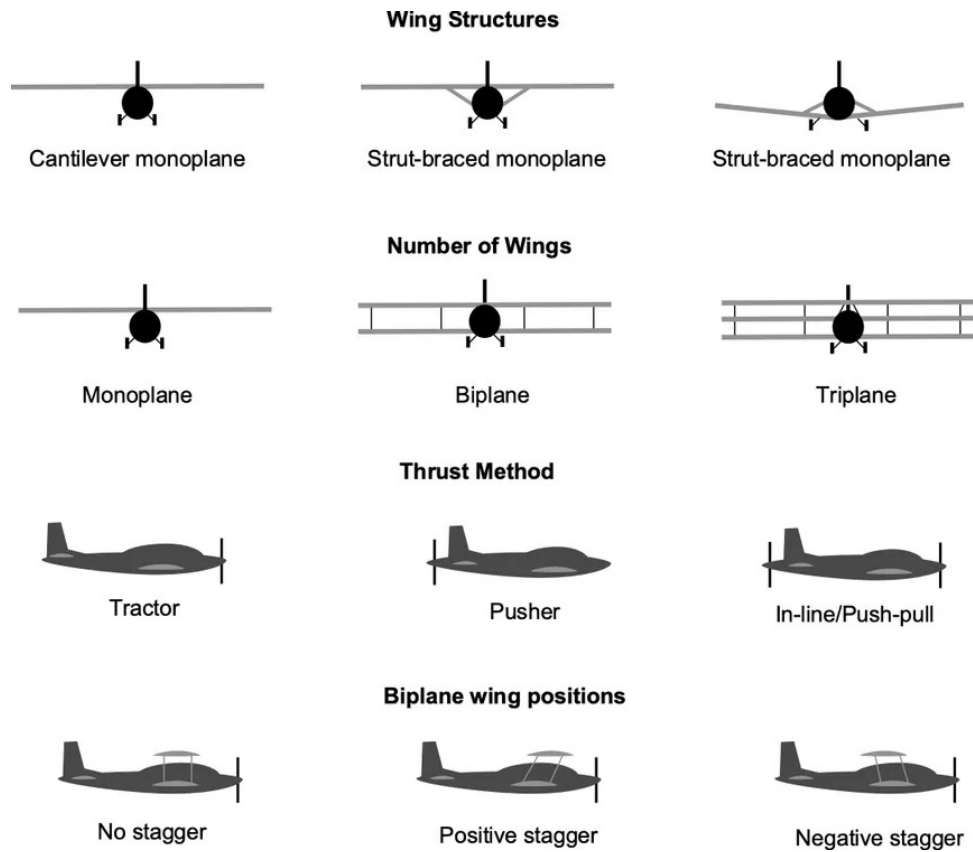 Wing Structures
Cantilever monoplane
Strut-braced monoplane
Strut-braced monoplane
Number of Wings
Monoplane
Biplane
Triplane
Thrust Method
Tractor
Pusher
In-line/Push-pull
Biplane wing positions
No stagger
Positive stagger
Negative stagger